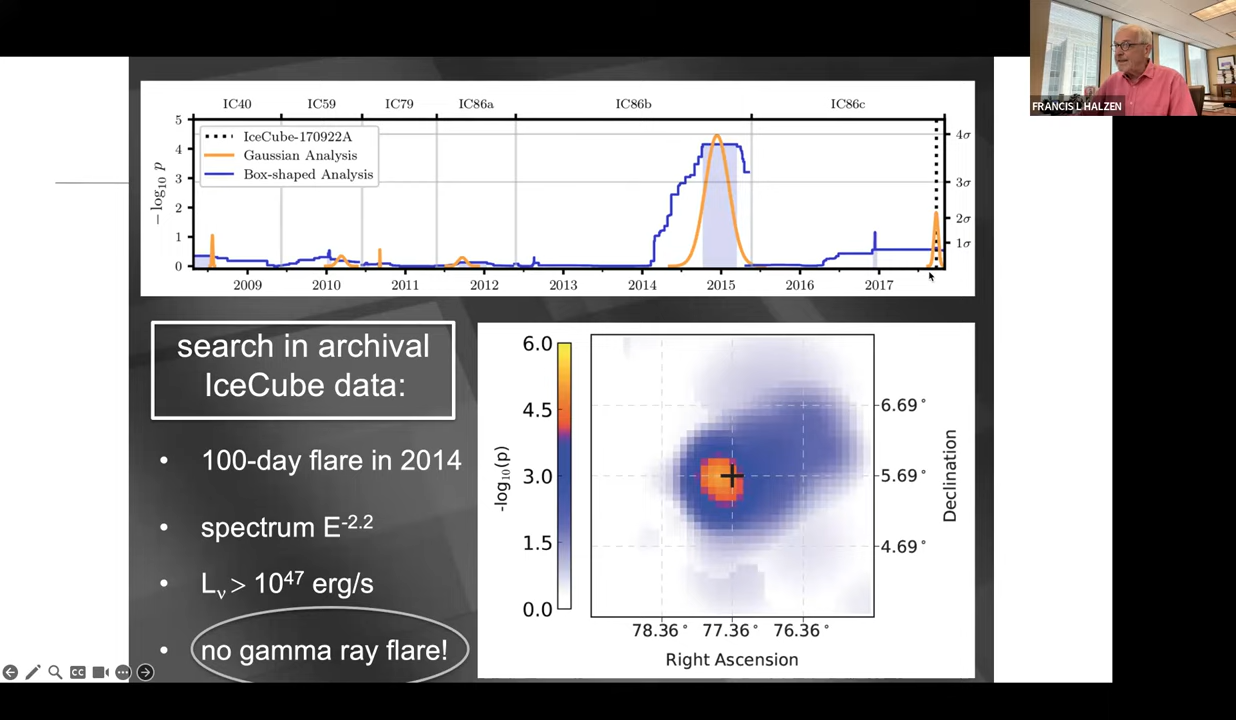 FRANCIS L HALZEN
IC40 IC59 IC79 IC86a IC86b IC86c
IceCube-170922A
Gaussian Analysis
Box-shaped Analysis
− log10 p
5
4
3
2
1
0
4σ
3σ
2σ
1σ
2009 2010 2011 2012 2013 2014 2015 2016 2017
search in archival
IceCube data:
• 100-day flare in 2014
• spectrum E-2.2
• Lν > 1047 erg/s
• no gamma ray flare!
-log10(p)
6.0
4.5
3.0
1.5
0.0
6.69°
5.69°
4.69°
Declination
78.36° 77.36° 76.36°
Right Ascension
CC